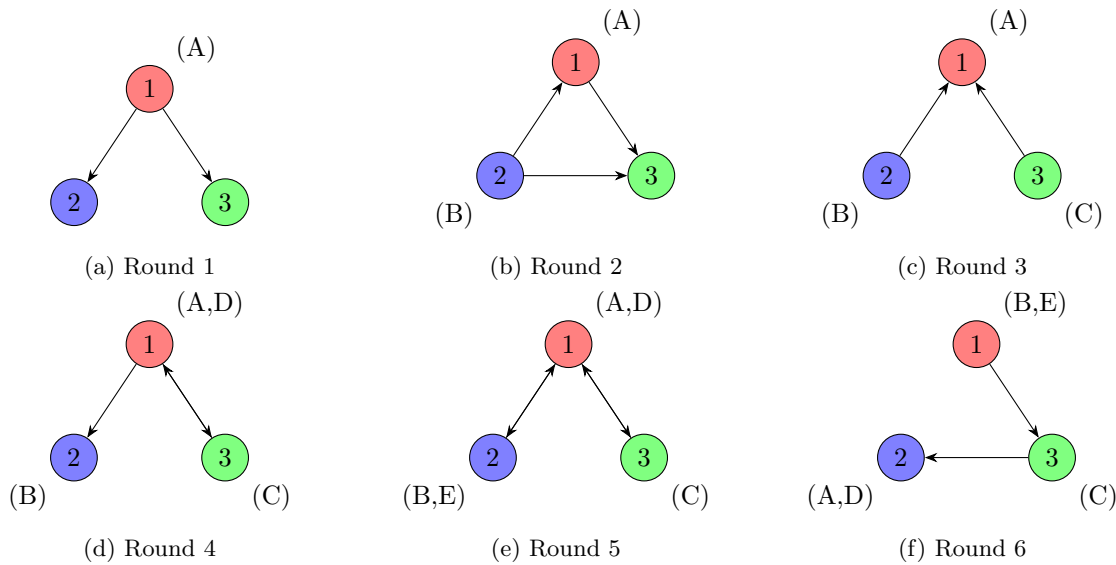 (A)
1
2
3
(a) Round 1
(A)
1
2
3
(B)
(b) Round 2
(A)
1
2
3
(B)
(C)
(c) Round 3
(A,D)
1
2
3
(B)
(C)
(d) Round 4
(A,D)
1
2
3
(B,E)
(C)
(e) Round 5
(B,E)
1
2
3
(A,D)
(C)
(f) Round 6